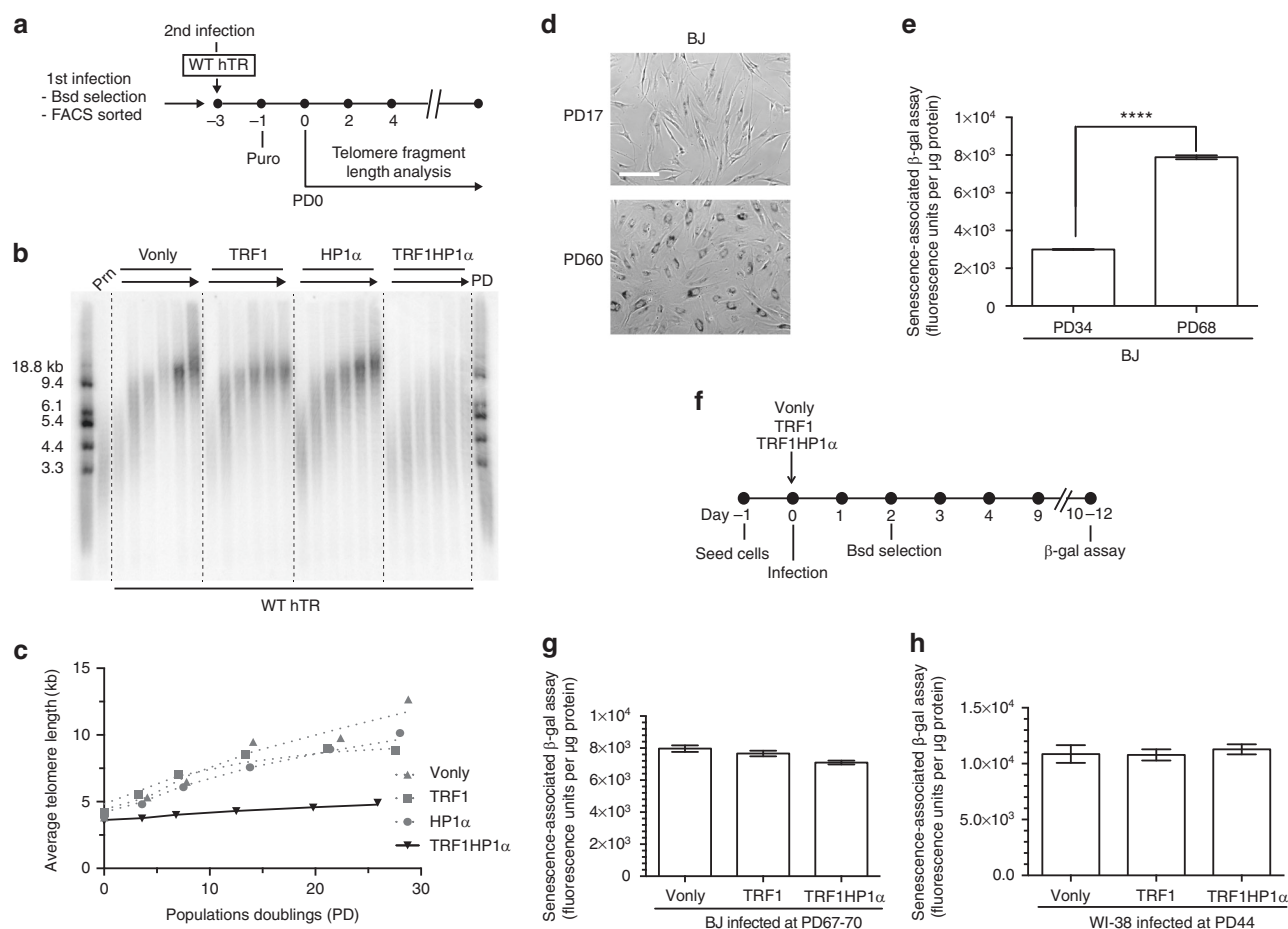 a
2nd infection
WT hTR
1st infection
- Bsd selection
- FACS sorted
–3
–1
0
2
4
Puro
Telomere fragment
length analysis
PD0
b
Prn
Vonly
TRF1
HP1α
TRF1HP1α
PD
18.8 kb
9.4
6.1
5.4
4.4
3.3
WT hTR
c
Average telomere length (kb)
15
10
5
0
0
10
20
30
Populations doublings (PD)
Vonly
TRF1
HP1α
TRF1HP1α
d
BJ
PD17
PD60
e
Senescence-associated β-gal assay
(fluorescence units per μg protein)
1×10⁴
8×10³
6×10³
4×10³
2×10³
0
****
PD34
PD68
BJ
f
Vonly
TRF1
TRF1HP1α
Day –1
0
1
2
3
4
9
10 –12
Seed cells
Infection
Bsd selection
β-gal assay
g
Senescence-associated β-gal assay
(fluorescence units per μg protein)
1×10⁴
8×10³
6×10³
4×10³
2×10³
0
Vonly
TRF1
TRF1HP1α
BJ infected at PD67-70
h
Senescence-associated β-gal assay
(fluorescence units per μg protein)
1.5×10⁴
1.0×10⁴
5.0×10³
0.0
Vonly
TRF1
TRF1HP1α
WI-38 infected at PD44